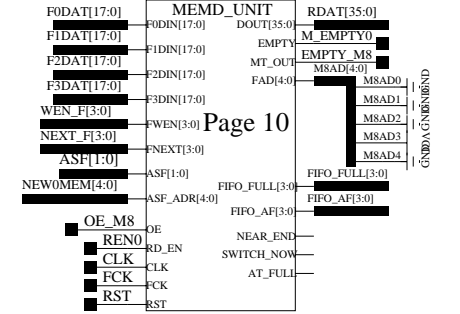 MEMD_UNIT
F0DAT[17:0] F0DIN[17:0] DOUT[35:0] RDAT[35:0]
F1DAT[17:0] F1DIN[17:0] EMPTY M_EMPTY0
F2DAT[17:0] F2DIN[17:0] MT_OUT EMPTY_M8
F3DAT[17:0] F3DIN[17:0] FAD[4:0] M8AD[4:0]
M8AD0
M8AD1
M8AD2
M8AD3
M8AD4
WEN_F[3:0] FWEN[3:0]
Page 10
NEXT_F[3:0] FNEXT[3:0]
ASF[1:0] ASF[1:0] FIFO_FULL[3:0] FIFO_FULL[3:0]
NEW0MEM[4:0] ASF_ADR[4:0] FIFO_AF[3:0] FIFO_AF[3:0]
OE_M8 OE NEAR_END
REN0 RD_EN SWITCH_NOW
CLK CLK AT_FULL
FCK FCK
RST RST